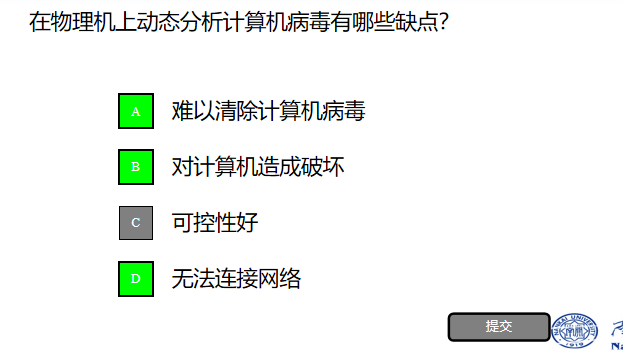 在物理机上动态分析计算机病毒有哪些缺点？
A 难以清除计算机病毒
B 对计算机造成破坏
C 可控性好
D 无法连接网络
提交